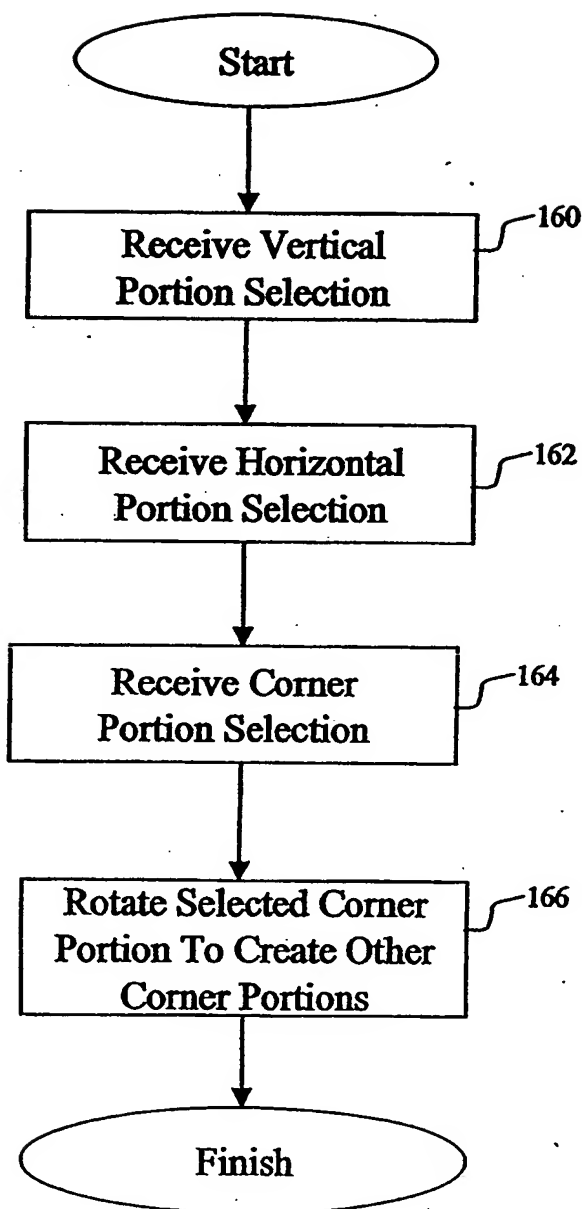 Start
Receive Vertical
Portion Selection
160
Receive Horizontal
Portion Selection
162
Receive Corner
Portion Selection
164
Rotate Selected Corner
Portion To Create Other
Corner Portions
166
Finish